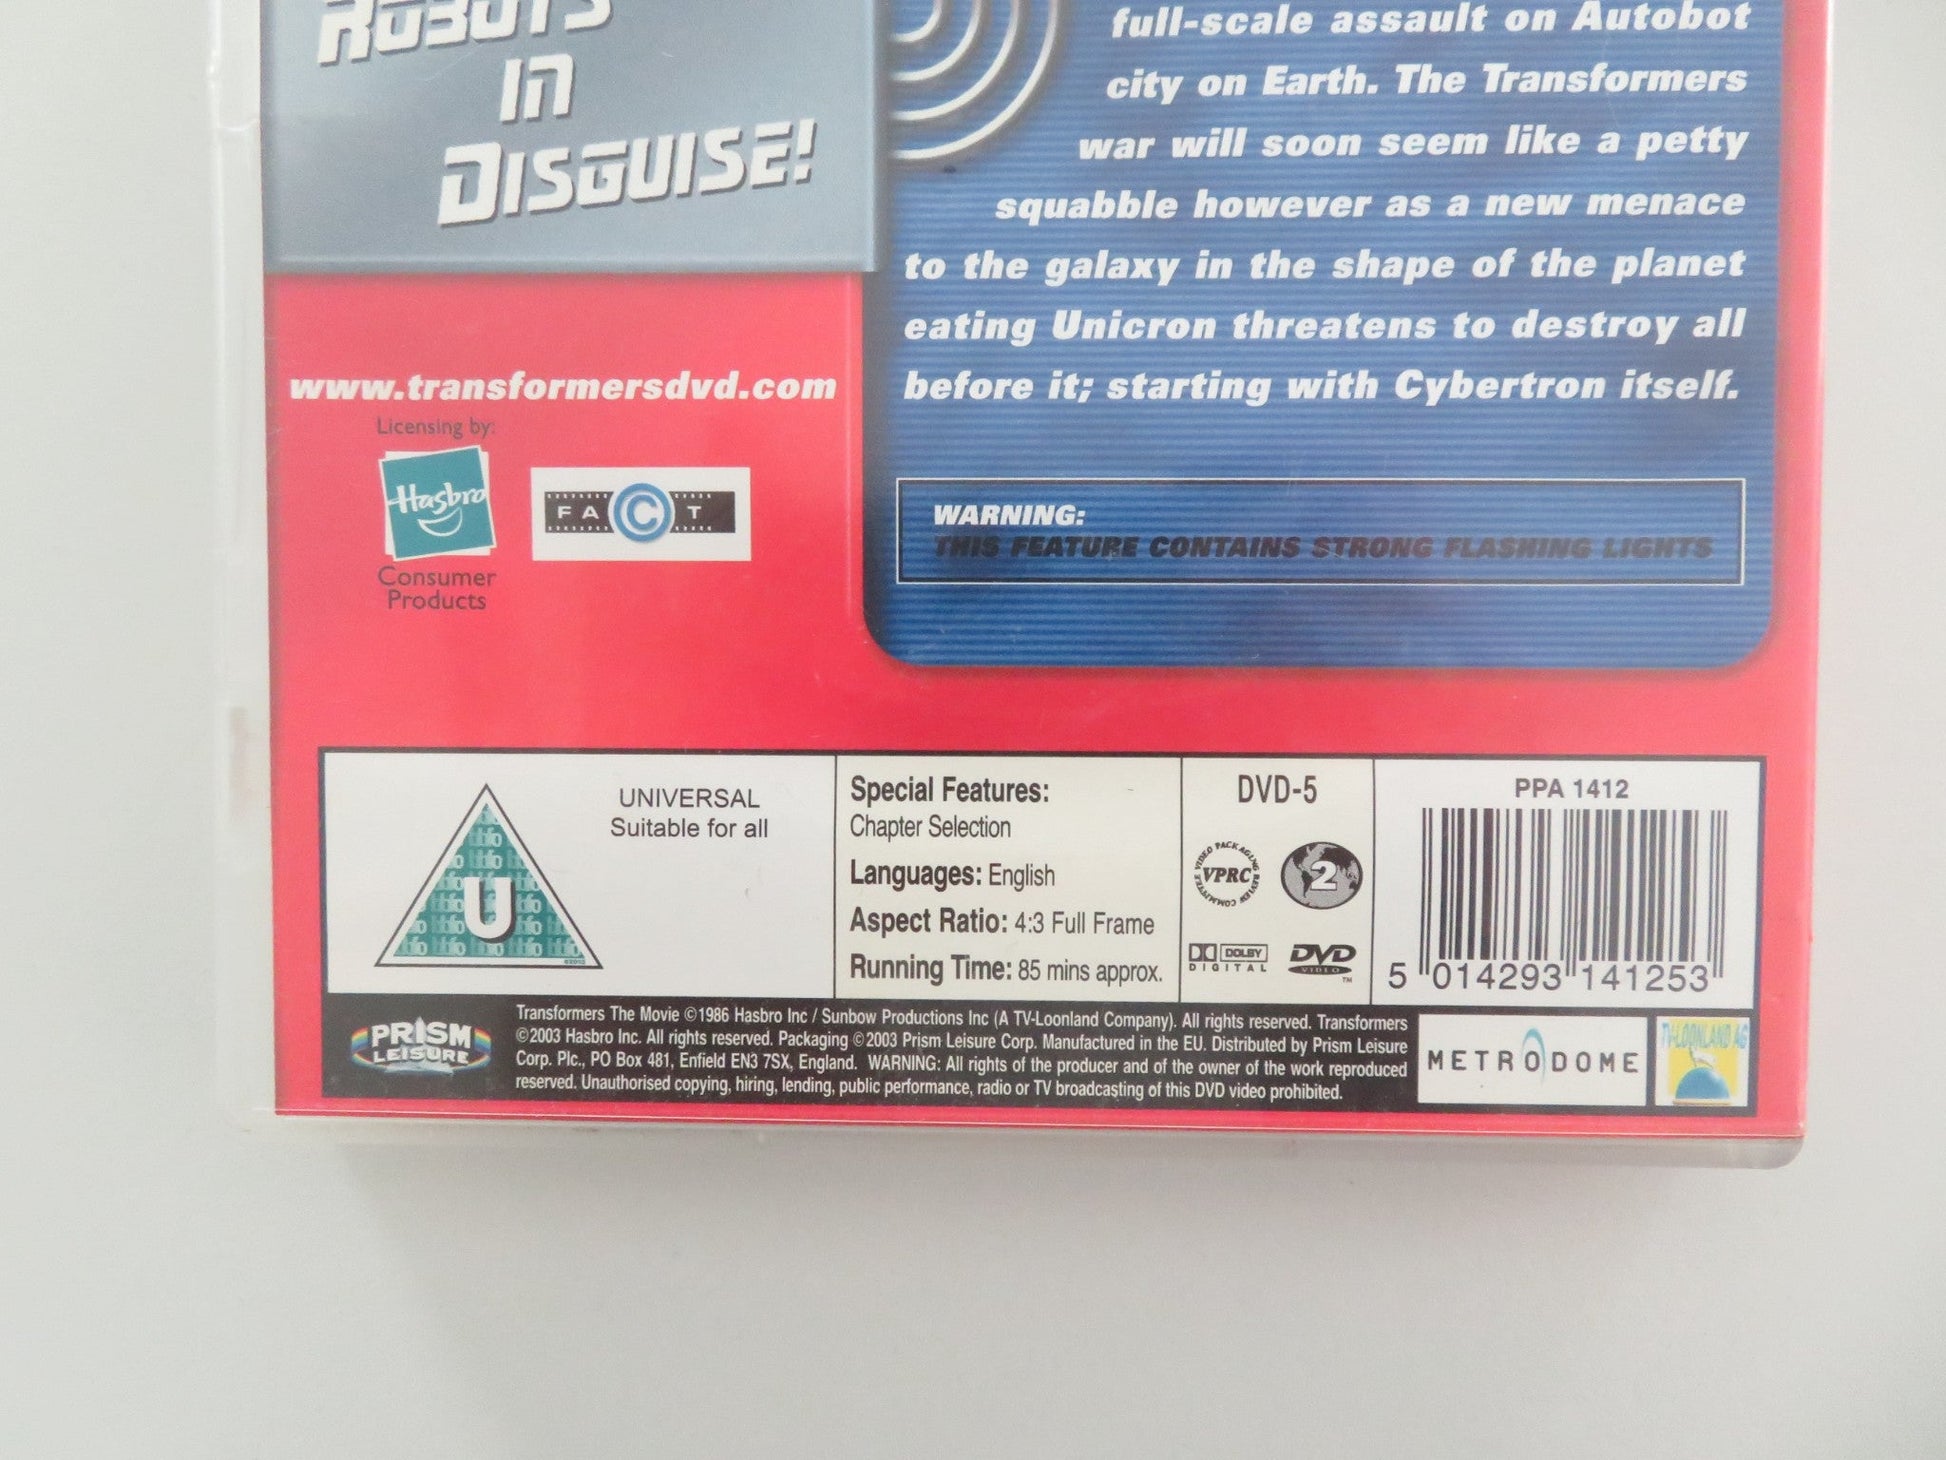 ROBOTS
IN
DISGUISE!
full-scale assault on Autobot
city on Earth. The Transformers
war will soon seem like a petty
squabble however as a new menace
to the galaxy in the shape of the planet
eating Unicron threatens to destroy all
before it; starting with Cybertron itself.
www.transformersdvd.com
Licensing by:
Hasbro
Consumer
Products
FACT
WARNING:
THIS FEATURE CONTAINS STRONG FLASHING LIGHTS
U
UNIVERSAL
Suitable for all
Special Features:
Chapter Selection
Languages: English
Aspect Ratio: 4:3 Full Frame
Running Time: 85 mins approx.
DVD-5
VIDEO PACKAGING REVIEW COMMITTEE
VPRC
2
DOLBY
DIGITAL
DVD
VIDEO
TM
PPA 1412
5 014293 141253
PRISM
LEISURE
Transformers The Movie ©1986 Hasbro Inc / Sunbow Productions Inc (A TV-Loonland Company). All rights reserved. Transformers
©2003 Hasbro Inc. All rights reserved. Packaging ©2003 Prism Leisure Corp. Manufactured in the EU. Distributed by Prism Leisure
Corp. Plc., PO Box 481, Enfield EN3 7SX, England. WARNING: All rights of the producer and of the owner of the work reproduced
reserved. Unauthorised copying, hiring, lending, public performance, radio or TV broadcasting of this DVD video prohibited.
METRODOME
TV-LOONLAND AG